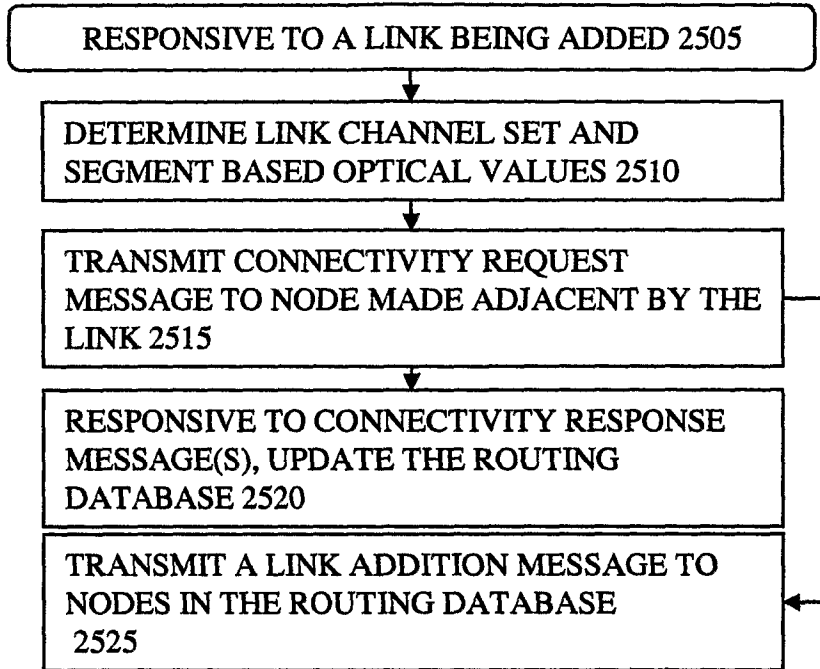 RESPONSIVE TO A LINK BEING ADDED 2505
DETERMINE LINK CHANNEL SET AND
SEGMENT BASED OPTICAL VALUES 2510
TRANSMIT CONNECTIVITY REQUEST
MESSAGE TO NODE MADE ADJACENT BY THE
LINK 2515
RESPONSIVE TO CONNECTIVITY RESPONSE
MESSAGE(S), UPDATE THE ROUTING
DATABASE 2520
TRANSMIT A LINK ADDITION MESSAGE TO
NODES IN THE ROUTING DATABASE
2525